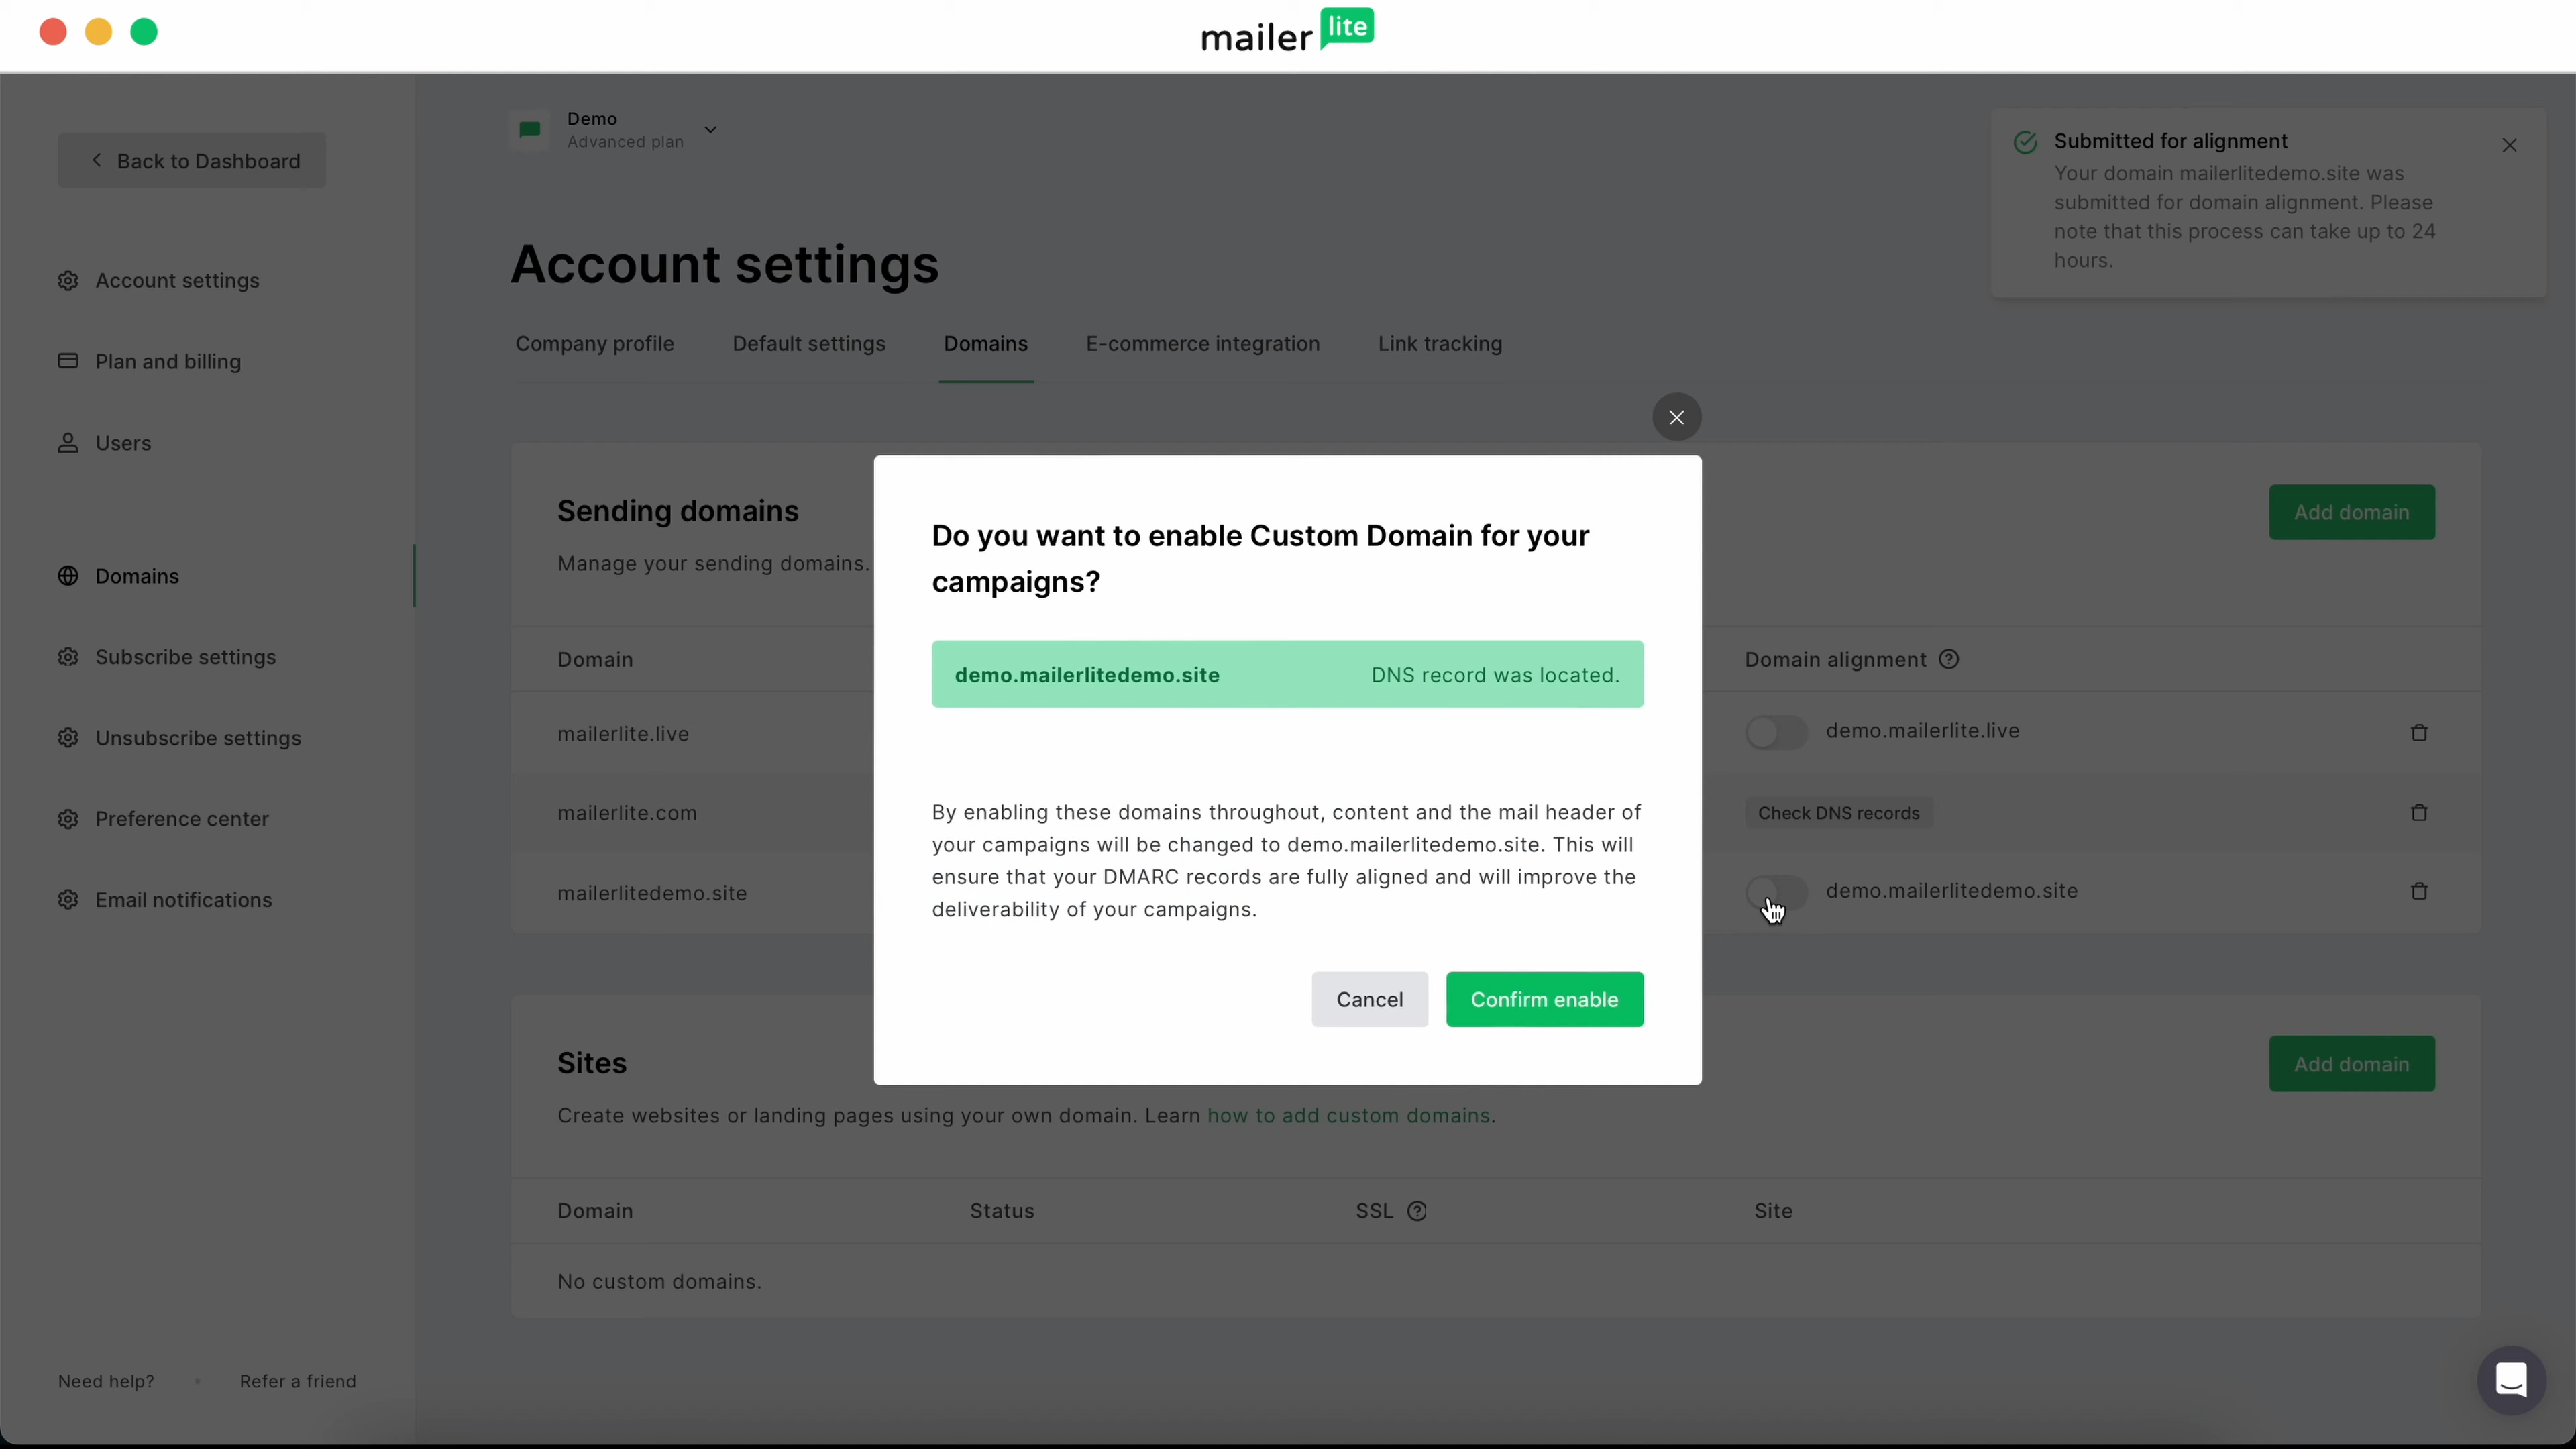 mailer lite
Back to Dashboard
Account settings
Plan and billing
Users
Domains
Subscribe settings
Unsubscribe settings
Preference center
Email notifications
Need help?
Refer a friend
Demo
Advanced plan
Submitted for alignment
Your domain mailerlitedemo.site was
submitted for domain alignment. Please
note that this process can take up to 24
hours.
Account settings
Company profile
Default settings
Domains
E-commerce integration
Link tracking
Sending domains
Manage your sending domains.
Add domain
Domain
Domain alignment
mailerlite.live
demo.mailerlite.live
mailerlite.com
Check DNS records
mailerlitedemo.site
demo.mailerlitedemo.site
Do you want to enable Custom Domain for your
campaigns?
demo.mailerlitedemo.site
DNS record was located.
By enabling these domains throughout, content and the mail header of
your campaigns will be changed to demo.mailerlitedemo.site. This will
ensure that your DMARC records are fully aligned and will improve the
deliverability of your campaigns.
Cancel
Confirm enable
Sites
Add domain
Create websites or landing pages using your own domain. Learn how to add custom domains.
Domain
Status
SSL
Site
No custom domains.